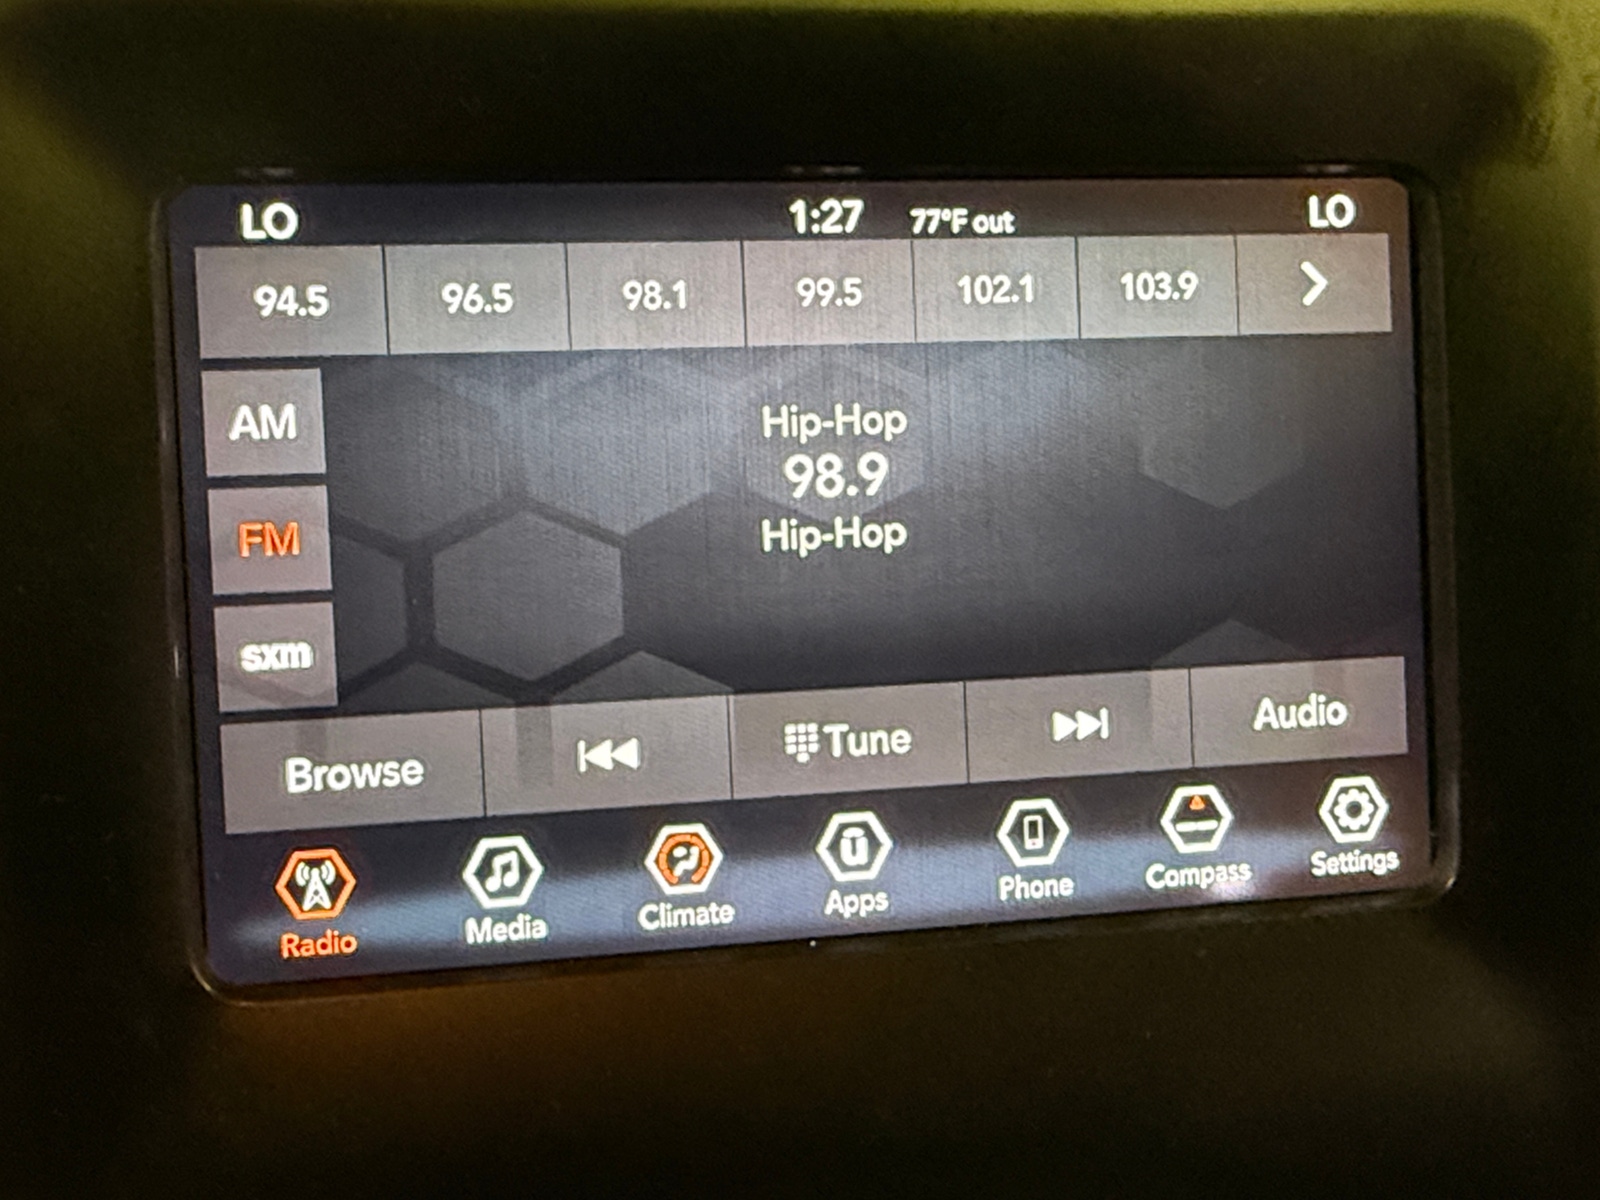 LO 1:27 77°F out LO
94.5 96.5 98.1 99.5 102.1 103.9
AM
Hip-Hop
98.9
Hip-Hop
FM
sxm
Browse Tune Audio
Radio Media Climate Apps Phone Compass Settings